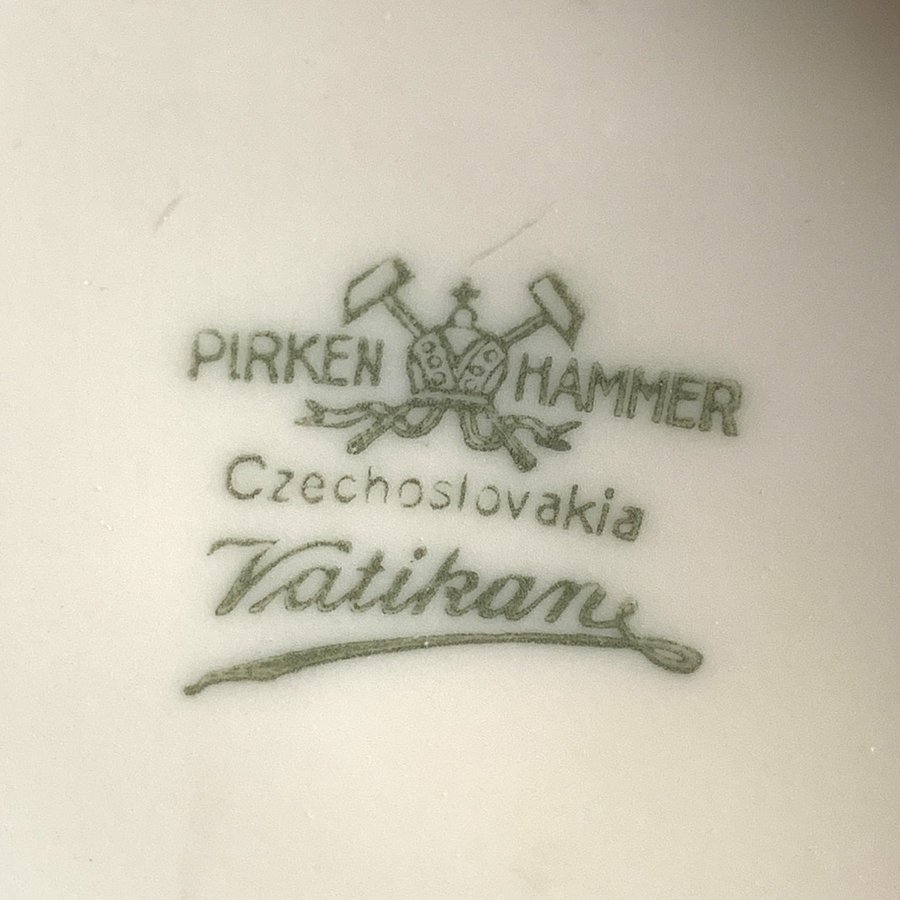 PIRKEN HAMMER
Czechoslovakia
Vatikan